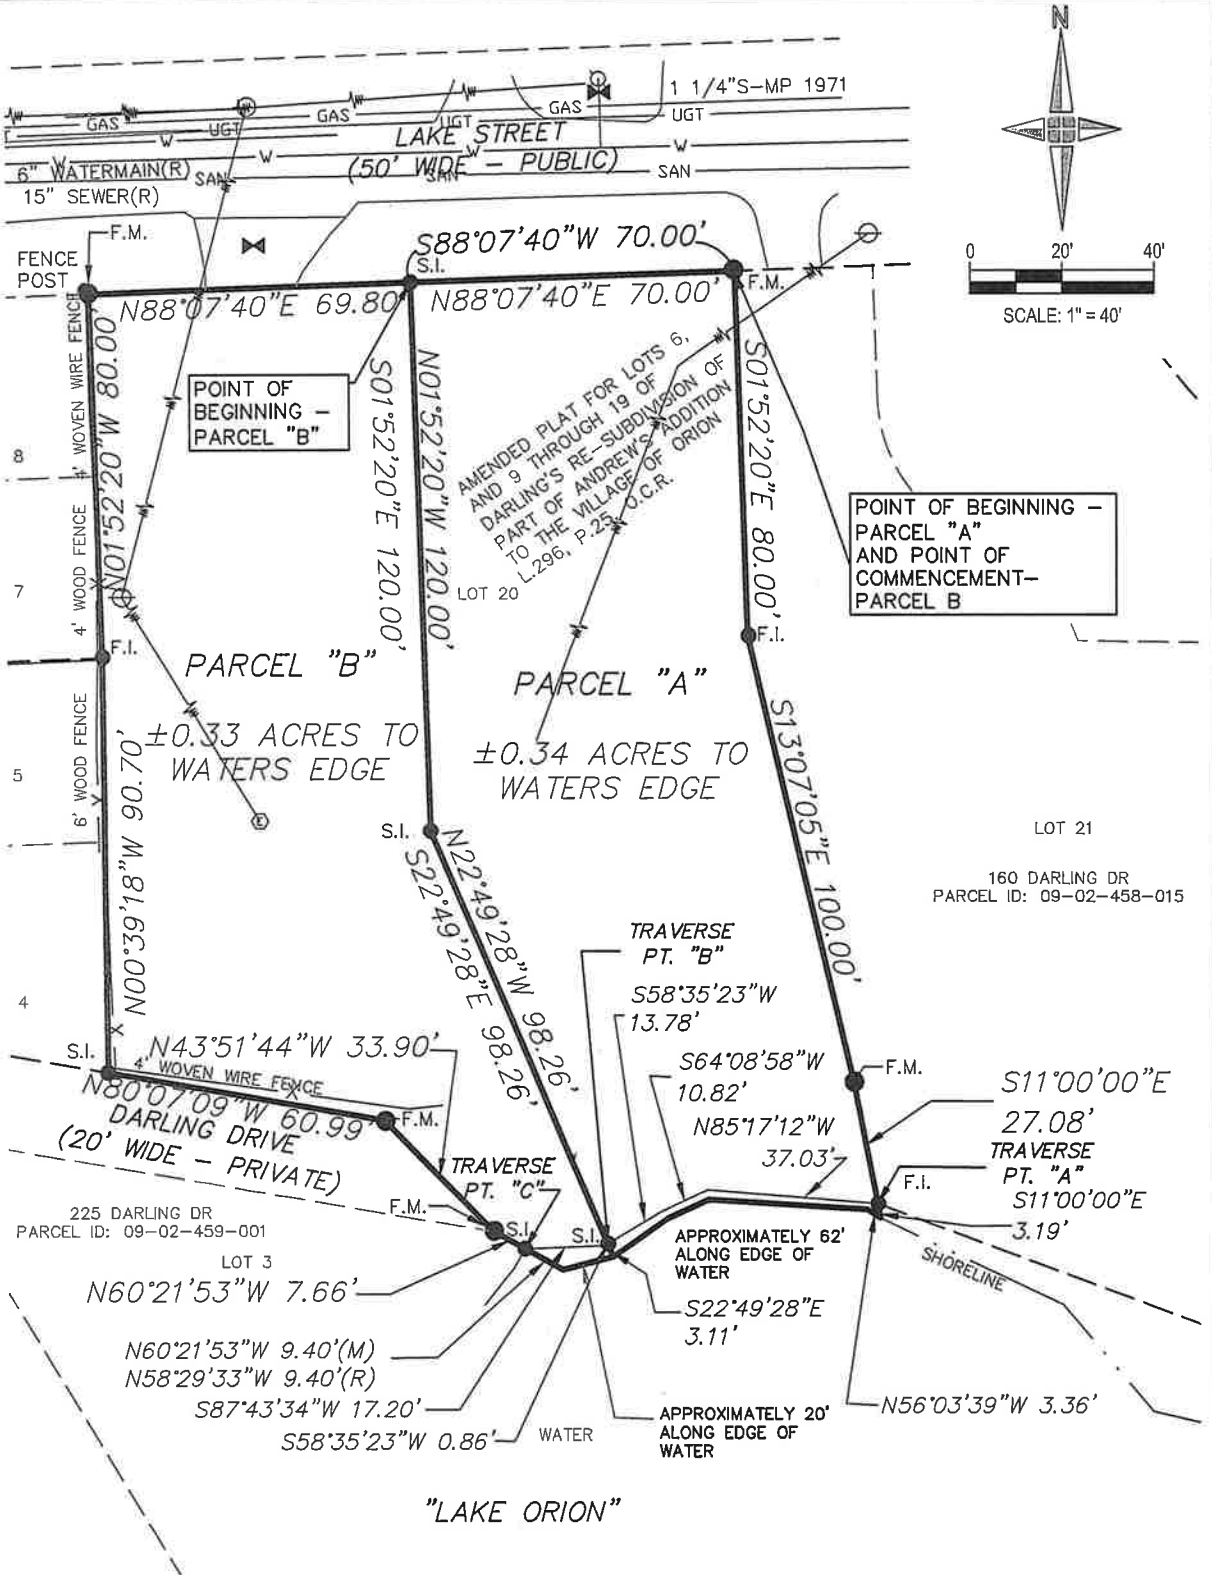 N
1 1/4"S-MP 1971
GAS
GAS
GAS
UGT
UGT
UGT
LAKE STREET
(50' WIDE - PUBLIC)
W
W
W
W
6" WATERMAIN(R)
SAN
SAN
SAN
15" SEWER(R)
0 20' 40'
SCALE: 1" = 40'
F.M.
FENCE
POST
S88°07'40"W 70.00'
S.I.
F.M.
N88°07'40"E 69.80'
N88°07'40"E 70.00'
4' WOVEN WIRE FENCE
N01°52'20"W 80.00'
POINT OF
BEGINNING -
PARCEL "B"
S01°52'20"E 120.00'
N01°52'20"W 120.00'
AMENDED PLAT FOR LOTS 6,
AND 9 THROUGH 19 OF
DARLING'S RE-SUBDIVISION OF
PART OF ANDREW'S ADDITION
TO THE VILLAGE OF ORION
L.296, P.25, O.C.R.
S01°52'20"E 80.00'
POINT OF BEGINNING -
PARCEL "A"
AND POINT OF
COMMENCEMENT-
PARCEL B
8
7
4' WOOD FENCE
LOT 20
F.I.
F.I.
PARCEL "B"
PARCEL "A"
±0.33 ACRES TO
WATERS EDGE
±0.34 ACRES TO
WATERS EDGE
6' WOOD FENCE
5
N00°39'18"W 90.70'
S13°07'05"E 100.00'
E
S.I.
LOT 21
160 DARLING DR
PARCEL ID: 09-02-458-015
N22°49'28"W 98.26'
S22°49'28"E 98.26'
TRAVERSE
PT. "B"
S58°35'23"W
13.78'
4
S.I.
N43°51'44"W 33.90'
4' WOVEN WIRE FENCE
N80°07'09"W 60.99'
F.M.
DARLING DRIVE
(20' WIDE - PRIVATE)
S64°08'58"W
10.82'
N85°17'12"W
37.03'
F.M.
S11°00'00"E
27.08'
TRAVERSE
PT. "A"
F.I.
S11°00'00"E
3.19'
TRAVERSE
PT. "C"
F.M.
S.I.
S.I.
225 DARLING DR
PARCEL ID: 09-02-459-001
LOT 3
APPROXIMATELY 62'
ALONG EDGE OF
WATER
SHORELINE
N60°21'53"W 7.66'
S22°49'28"E
3.11'
N60°21'53"W 9.40'(M)
N58°29'33"W 9.40'(R)
S87°43'34"W 17.20'
S58°35'23"W 0.86'
WATER
APPROXIMATELY 20'
ALONG EDGE OF
WATER
N56°03'39"W 3.36'
"LAKE ORION"